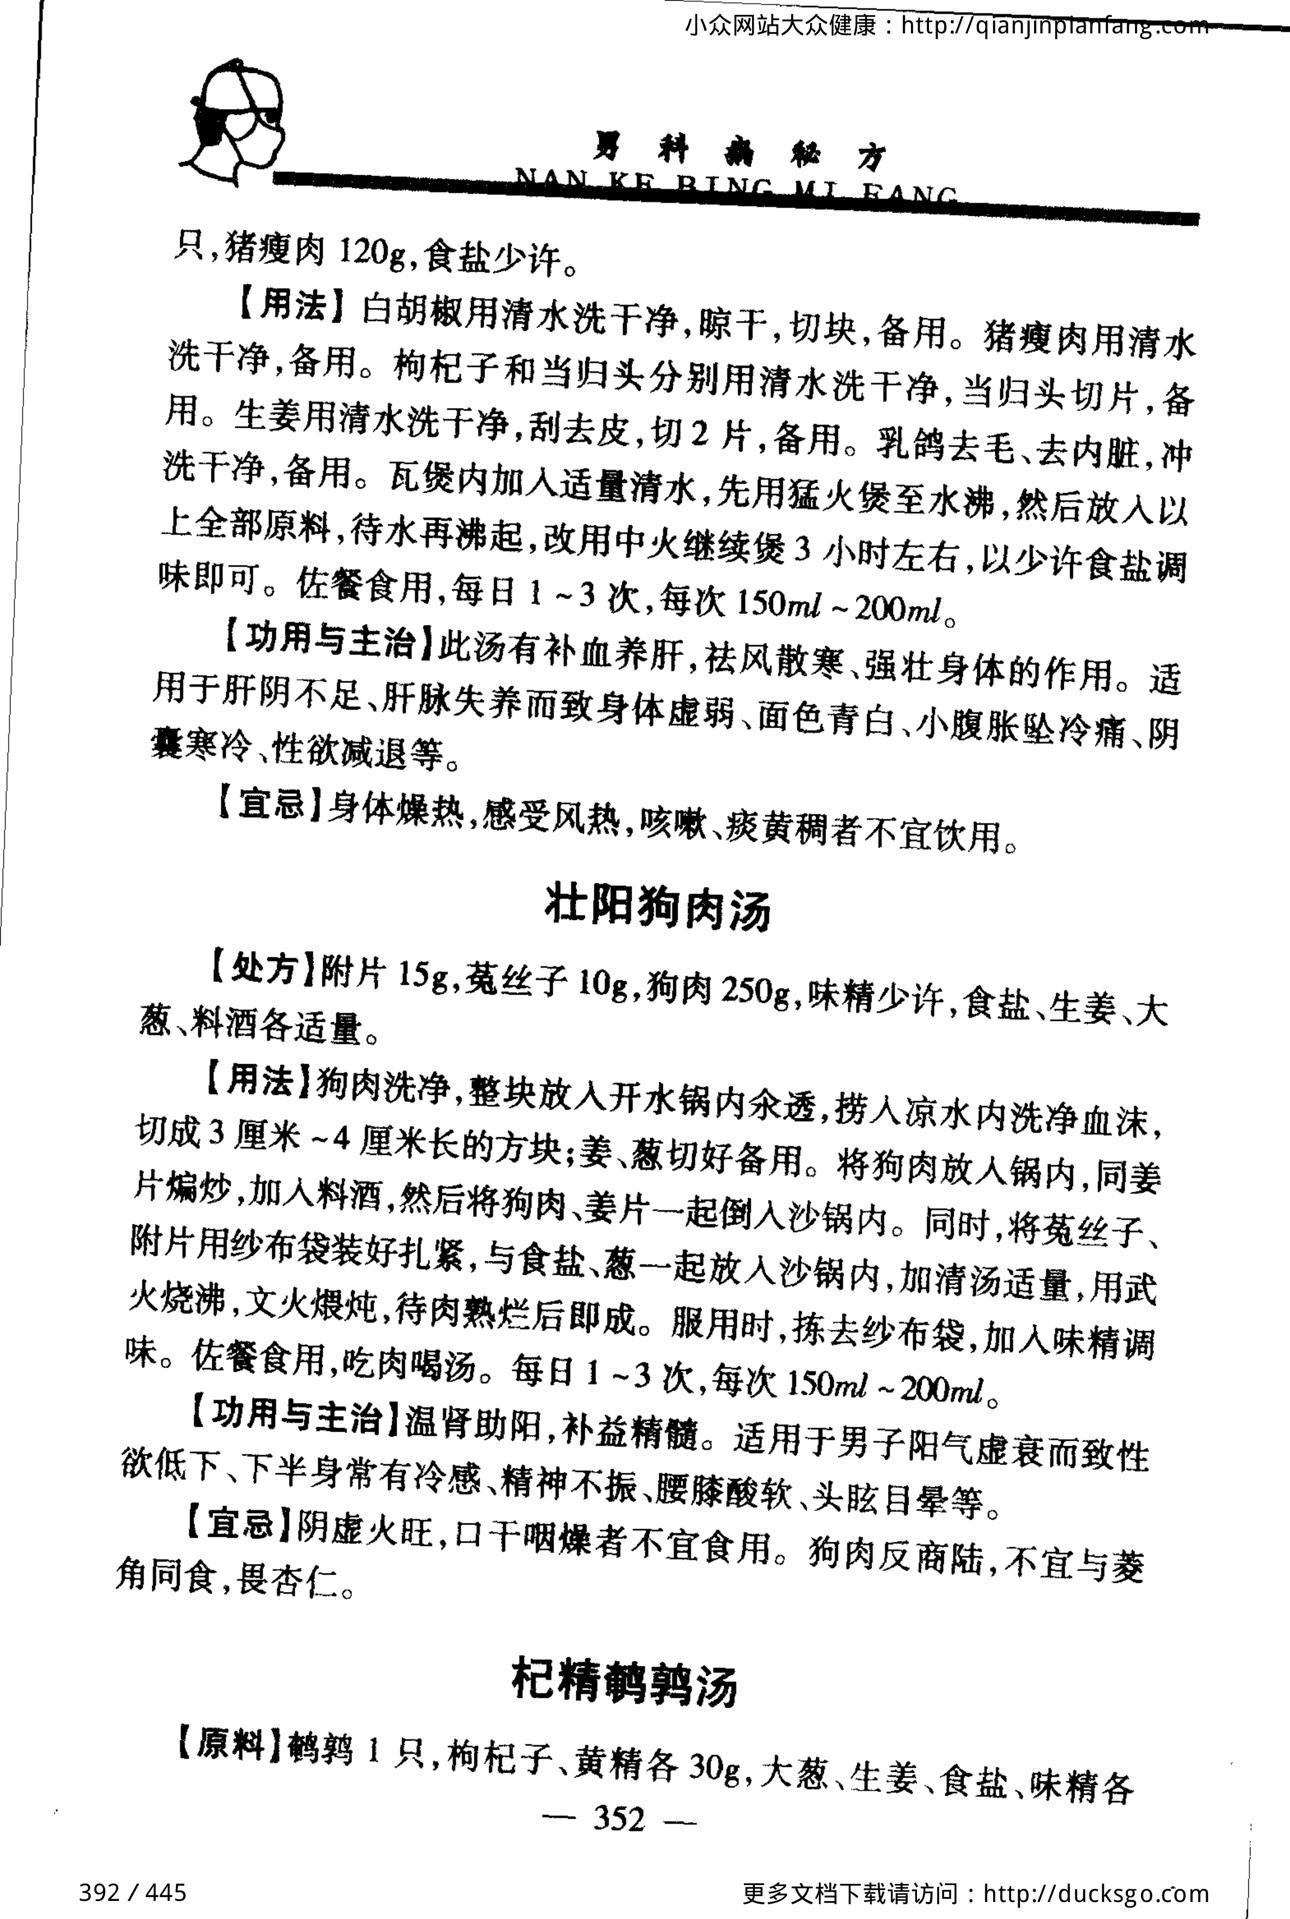 小众网站大众健康：http://qianjinpianfang.com
男科病秘方
NAN KE BING MI FANG
只，猪瘦肉 120g，食盐少许。
【用法】白胡椒用清水洗干净，晾干，切块，备用。猪瘦肉用清水
洗干净，备用。枸杞子和当归头分别用清水洗干净，当归头切片，备
用。生姜用清水洗干净，刮去皮，切2 片，备用。乳鸽去毛、去内脏，冲
洗干净，备用。瓦煲内加入适量清水，先用猛火煲至水沸，然后放入以
上全部原料，待水再沸起，改用中火继续煲 3 小时左右，以少许食盐调
味即可。佐餐食用，每日 1～3 次，每次 150ml～200ml。
【功用与主治】此汤有补血养肝，祛风散寒、强壮身体的作用。适
用于肝阴不足、肝脉失养而致身体虚弱、面色青白、小腹胀坠冷痛、阴
囊寒冷、性欲减退等。
【宜忌】身体燥热，感受风热，咳嗽、痰黄稠者不宜饮用。
壮阳狗肉汤
【处方】附片 15g，菟丝子 10g，狗肉 250g，味精少许，食盐、生姜、大
葱、料酒各适量。
【用法】狗肉洗净，整块放入开水锅内汆透，捞入凉水内洗净血沫，
切成 3 厘米～4 厘米长的方块；姜、葱切好备用。将狗肉放入锅内，同姜
片煸炒，加入料酒，然后将狗肉、姜片一起倒入沙锅内。同时，将菟丝子、
附片用纱布袋装好扎紧，与食盐、葱一起放入沙锅内，加清汤适量，用武
火烧沸，文火煨炖，待肉熟烂后即成。服用时，拣去纱布袋，加入味精调
味。佐餐食用，吃肉喝汤。每日 1～3 次，每次 150ml～200ml。
【功用与主治】温肾助阳，补益精髓。适用于男子阳气虚衰而致性
欲低下、下半身常有冷感、精神不振、腰膝酸软、头眩目晕等。
【宜忌】阴虚火旺，口干咽燥者不宜食用。狗肉反商陆，不宜与菱
角同食，畏杏仁。
杞精鹌鹑汤
【原料】鹌鹑 1 只，枸杞子、黄精各 30g，大葱、生姜、食盐、味精各
— 352 —
392 / 445
更多文档下载请访问：http://ducksgo.com